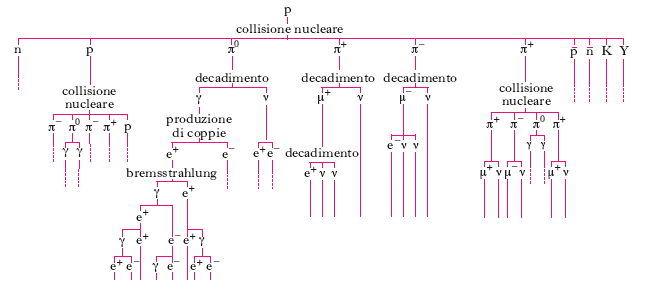 p
collisione nucleare
n p π⁰ π⁺ π⁻ π⁺ p̄ n̄ K Y
decadimento decadimento decadimento
collisione
nucleare
collisione
nucleare
γ ν μ⁺ ν μ⁻ ν
produzione
di coppie
π⁻ π⁰ π⁻ π⁺ p
π⁺ π⁻ π⁰ π⁺
γ γ
e⁺ e⁻ e⁺ e⁻
decadimento
e⁻ ν ν
γ γ
bremsstrahlung
e⁺ ν ν
μ⁺ ν μ⁻ ν μ⁺ ν
γ e⁺
e⁺
γ e⁺ e⁻ e⁺ γ
e⁺ e⁻ γ e⁻ e⁺ e⁻